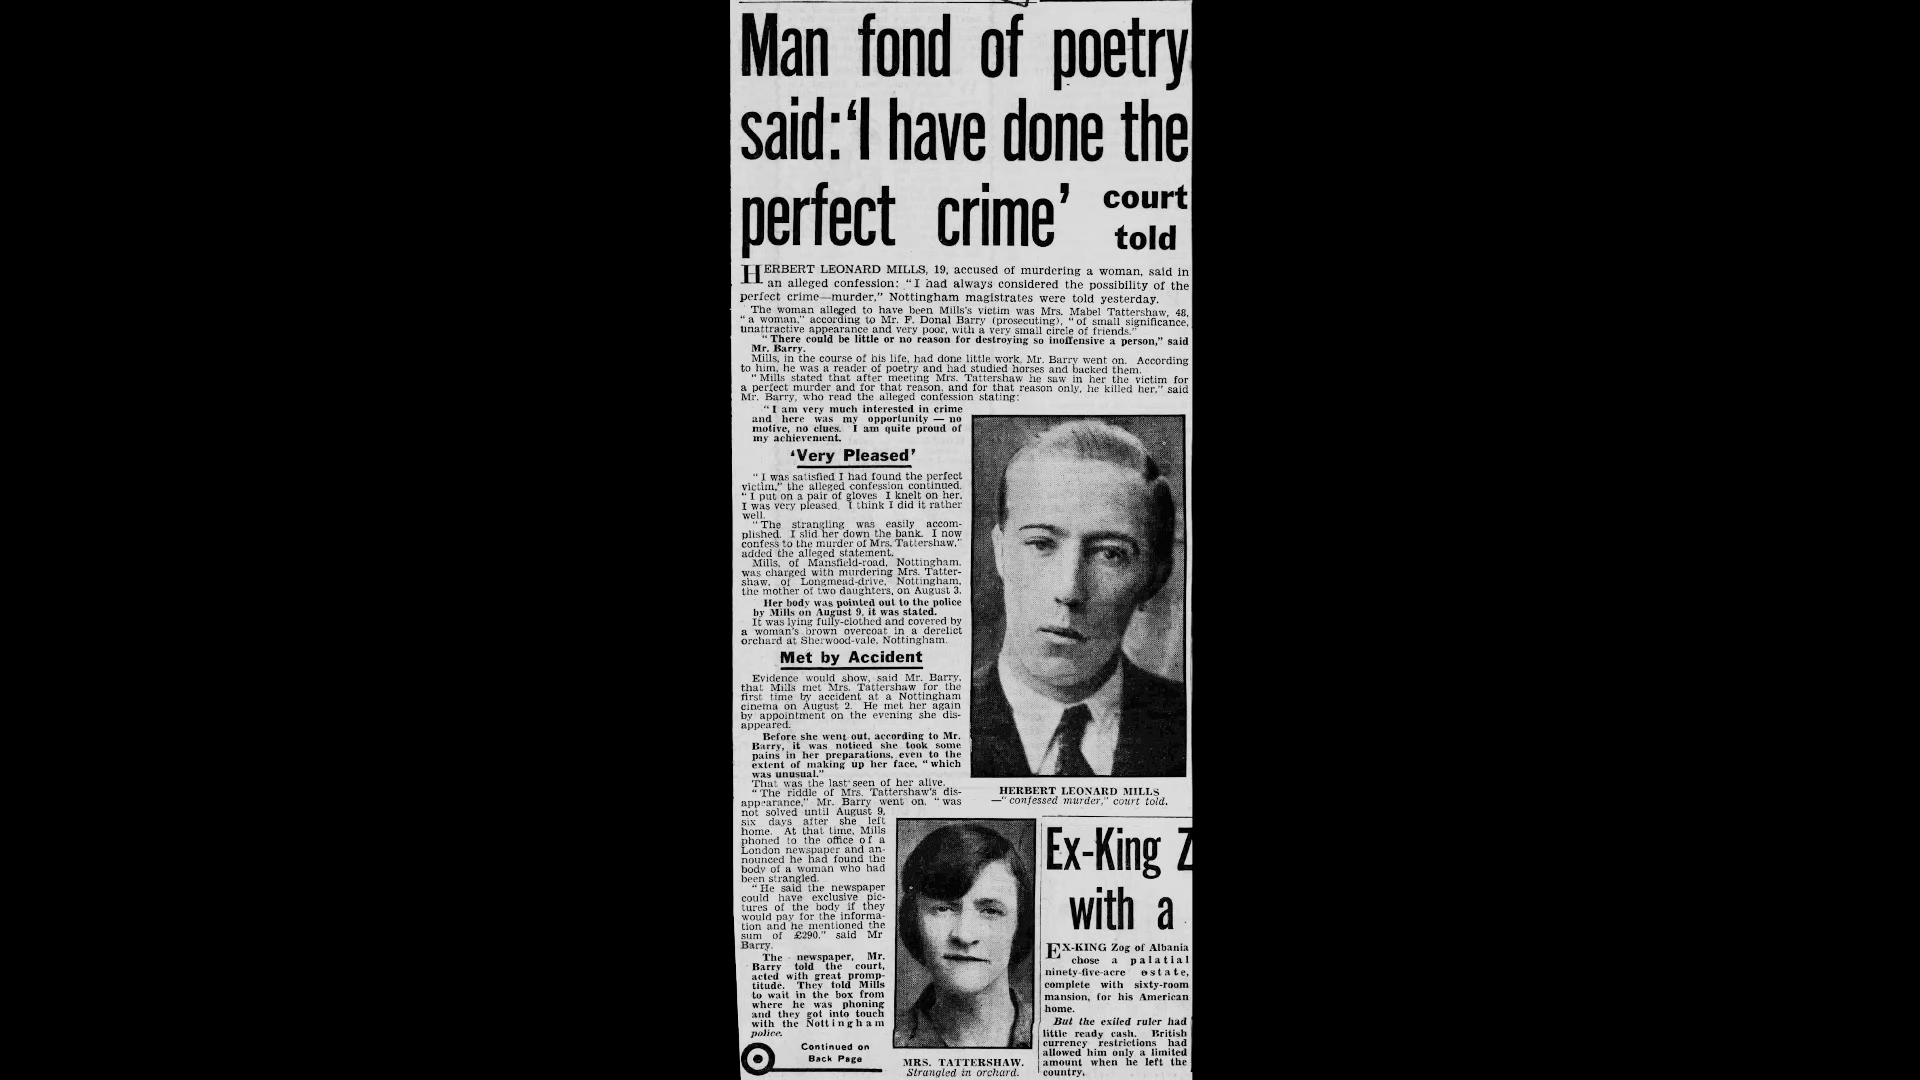 Man fond of poetry
said: ‘I have done the
perfect crime’ court
told
HERBERT LEONARD MILLS, 19, accused of murdering a woman, said in
an alleged confession: “I had always considered the possibility of the
perfect crime—murder,” Nottingham magistrates were told yesterday.
The woman alleged to have been Mills's victim was Mrs. Mabel Tattershaw, 48,
“a woman,” according to Mr. F. Donal Barry (prosecuting), “of small significance,
unattractive appearance and very poor, with a very small circle of friends.”
“There could be little or no reason for destroying so inoffensive a person,” said
Mr. Barry.
Mills, in the course of his life, had done little work, Mr. Barry went on. According
to him, he was a reader of poetry and had studied horses and backed them.
“Mills stated that after meeting Mrs. Tattershaw he saw in her the victim for
a perfect murder and for that reason, and for that reason only, he killed her,” said
Mr. Barry, who read the alleged confession stating:
“I am very much interested in crime
and here was my opportunity — no
motive, no clues. I am quite proud of
my achievement.
‘Very Pleased’
“I was satisfied I had found the perfect
victim,” the alleged confession continued.
“I put on a pair of gloves I knelt on her.
I was very pleased. I think I did it rather
well.
“The strangling was easily accom-
plished. I slid her down the bank. I now
confess to the murder of Mrs. Tattershaw,”
added the alleged statement.
Mills, of Mansfield-road, Nottingham,
was charged with murdering Mrs. Tatter-
shaw, of Longmead-drive, Nottingham,
the mother of two daughters, on August 3.
Her body was pointed out to the police
by Mills on August 9, it was stated.
It was lying fully-clothed and covered by
a woman's brown overcoat in a derelict
orchard at Sherwood-vale, Nottingham.
Met by Accident
Evidence would show, said Mr. Barry,
that Mills met Mrs. Tattershaw for the
first time by accident at a Nottingham
cinema on August 2. He met her again
by appointment on the evening she dis-
appeared.
Before she went out, according to Mr.
Barry, it was noticed she took some
pains in her preparations, even to the
extent of making up her face, “which
was unusual.”
That was the last seen of her alive.
“The riddle of Mrs. Tattershaw's dis-
appearance,” Mr. Barry went on, “was
not solved until August 9,
six days after she left
home. At that time, Mills
phoned to the office of a
London newspaper and an-
nounced he had found the
body of a woman who had
been strangled.
“He said the newspaper
could have exclusive pic-
tures of the body if they
would pay for the informa-
tion and he mentioned the
sum of £290,” said Mr
Barry.
The newspaper, Mr.
Barry told the court,
acted with great promp-
titude. They told Mills
to wait in the box from
where he was phoning
and they got into touch
with the Nottingham
police.
Continued on
Back Page
HERBERT LEONARD MILLS
—“confessed murder,” court told.
MRS. TATTERSHAW.
Strangled in orchard.
Ex-King Z
with a
EX-KING Zog of Albania
chose a palatial
ninety-five-acre estate,
complete with sixty-room
mansion, for his American
home.
But the exiled ruler had
little ready cash. British
currency restrictions had
allowed him only a limited
amount when he left the
country.